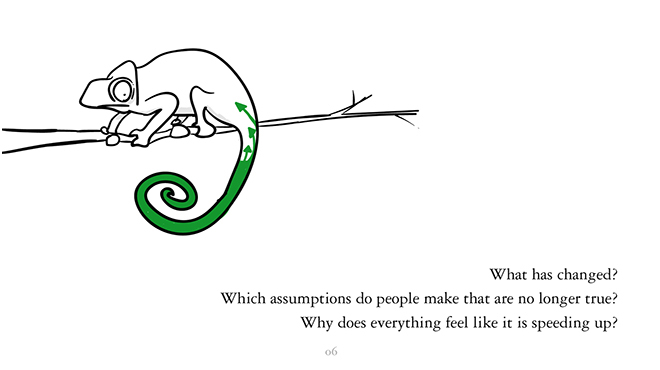 What has changed?
Which assumptions do people make that are no longer true?
Why does everything feel like it is speeding up?
06